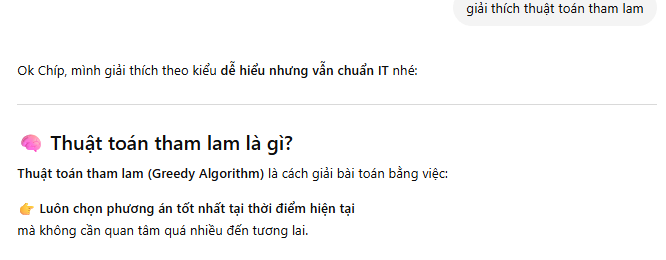 giải thích thuật toán tham lam
Ok Chíp, mình giải thích theo kiểu dễ hiểu nhưng vẫn chuẩn IT nhé:
🧠 Thuật toán tham lam là gì?
Thuật toán tham lam (Greedy Algorithm) là cách giải bài toán bằng việc:
👉 Luôn chọn phương án tốt nhất tại thời điểm hiện tại
mà không cần quan tâm quá nhiều đến tương lai.